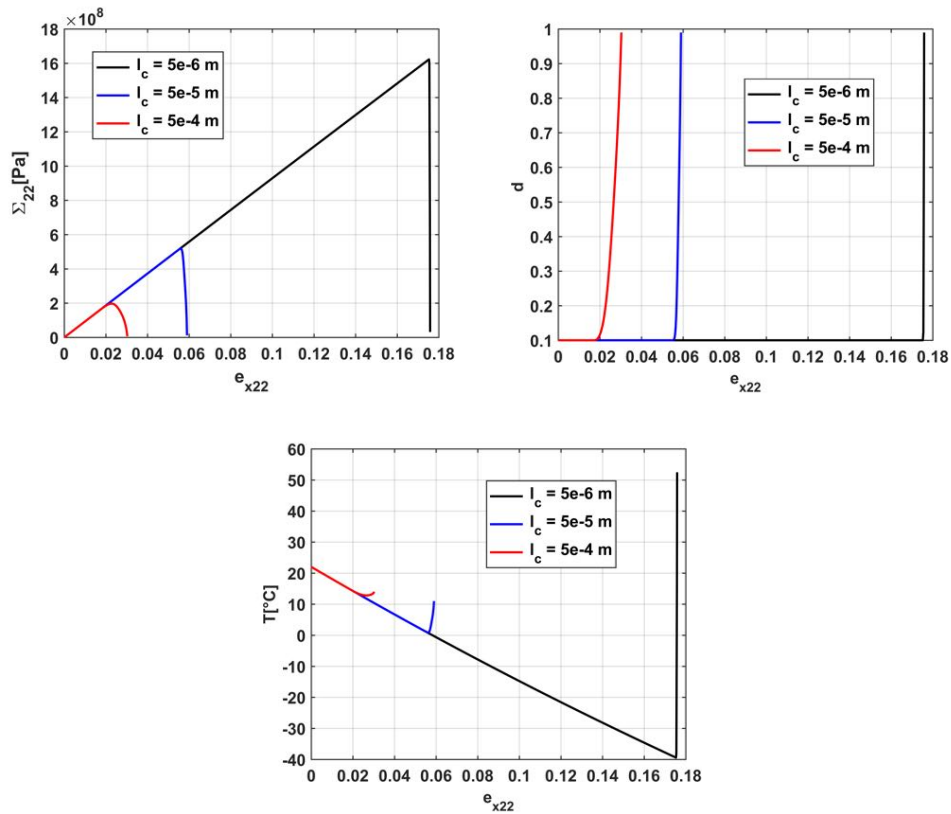 ×10⁸
18
16
14
12
10
8
6
4
2
0
Σ₂₂[Pa]
l_c = 5e-6 m
l_c = 5e-5 m
l_c = 5e-4 m
0 0.02 0.04 0.06 0.08 0.1 0.12 0.14 0.16 0.18
e_x22
1
0.9
0.8
0.7
0.6
0.5
0.4
0.3
0.2
0.1
d
l_c = 5e-6 m
l_c = 5e-5 m
l_c = 5e-4 m
0 0.02 0.04 0.06 0.08 0.1 0.12 0.14 0.16 0.18
e_x22
60
50
40
30
20
10
0
-10
-20
-30
-40
T[°C]
l_c = 5e-6 m
l_c = 5e-5 m
l_c = 5e-4 m
0 0.02 0.04 0.06 0.08 0.1 0.12 0.14 0.16 0.18
e_x22